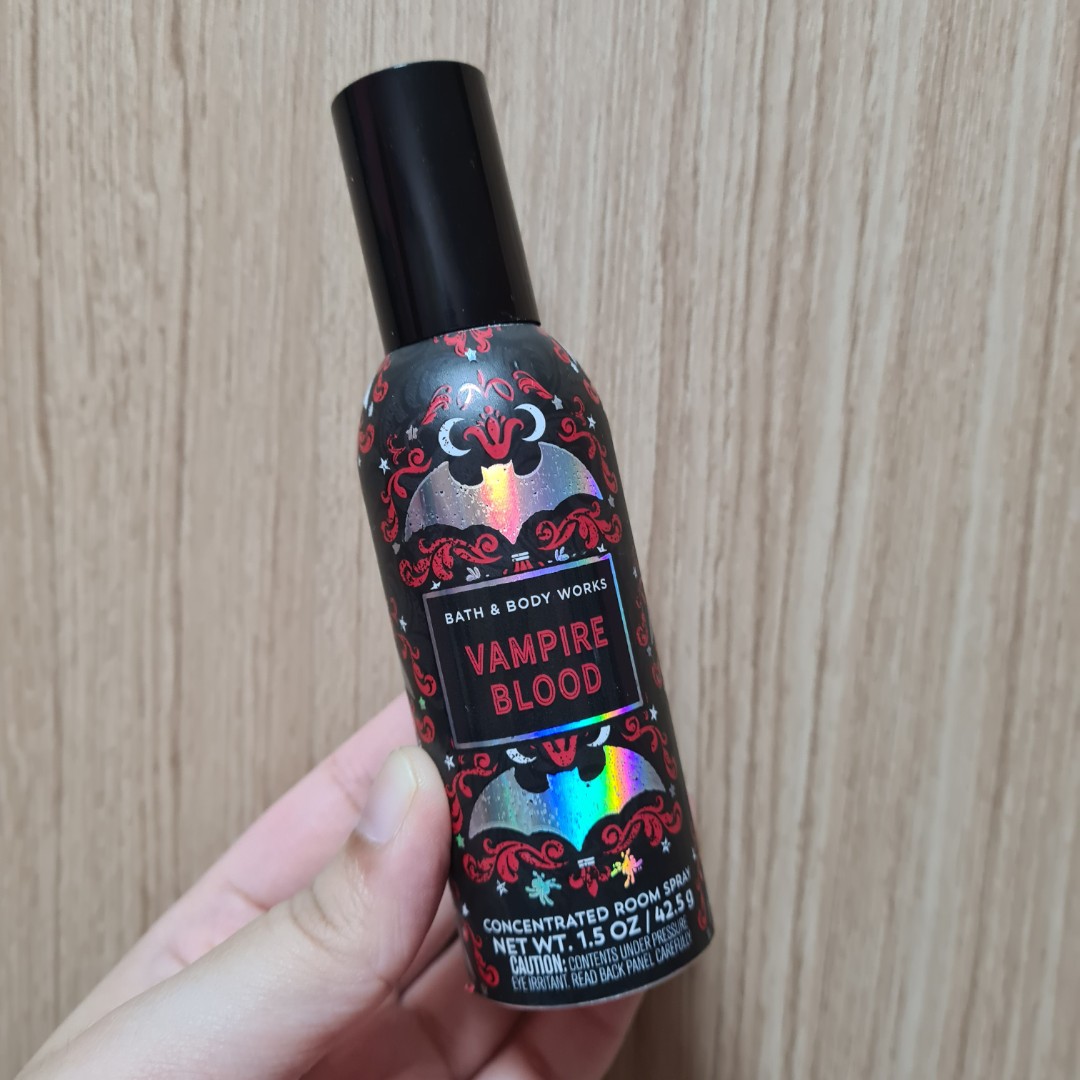 BATH & BODY WORKS
VAMPIRE
BLOOD
CONCENTRATED ROOM SPRAY
NET WT. 1.5 OZ / 42.5 g
CAUTION: CONTENTS UNDER PRESSURE.
EYE IRRITANT. READ BACK PANEL CAREFULLY.